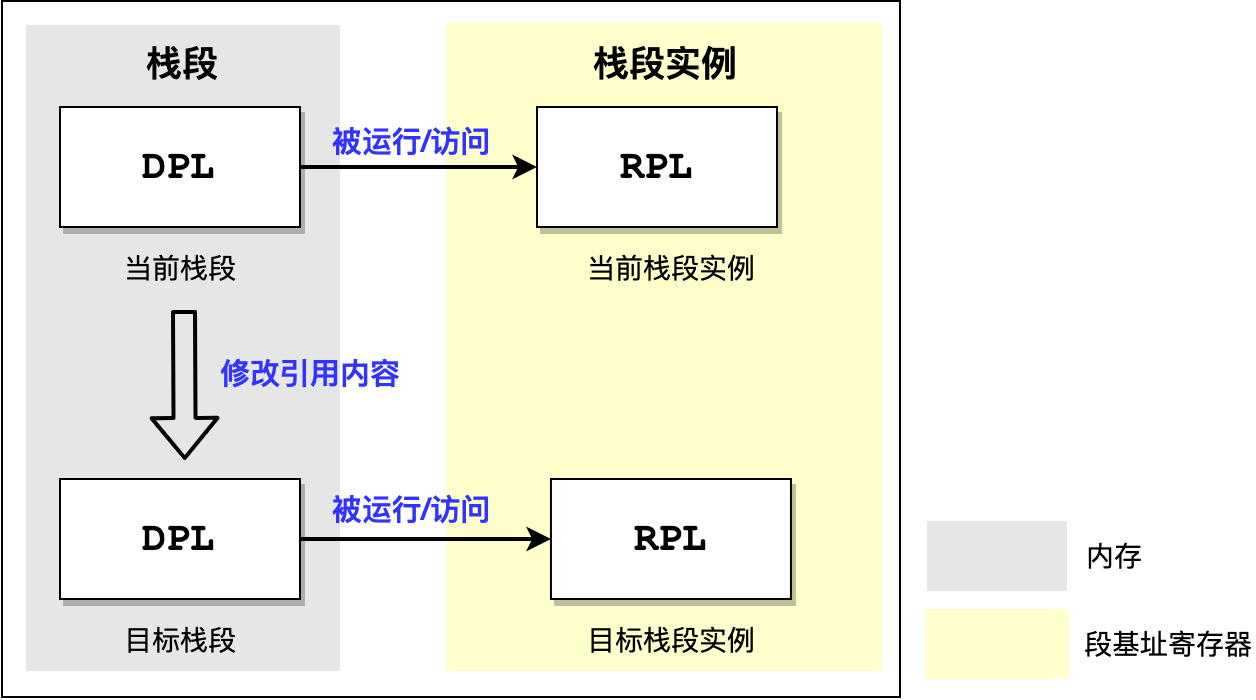 栈段
栈段实例
DPL
被运行/访问
RPL
当前栈段
当前栈段实例
修改引用内容
DPL
被运行/访问
RPL
目标栈段
目标栈段实例
内存
段基址寄存器